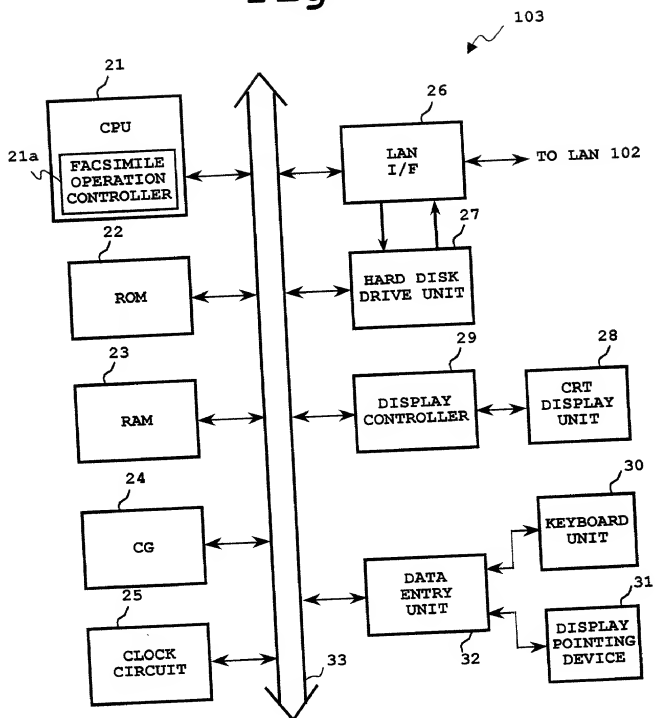 103
21
CPU
21a
FACSIMILE
OPERATION
CONTROLLER
26
LAN
I/F
TO LAN 102
22
ROM
27
HARD DISK
DRIVE UNIT
23
RAM
29
DISPLAY
CONTROLLER
28
CRT
DISPLAY
UNIT
24
CG
30
KEYBOARD
UNIT
25
CLOCK
CIRCUIT
DATA
ENTRY
UNIT
32
31
DISPLAY
POINTING
DEVICE
33